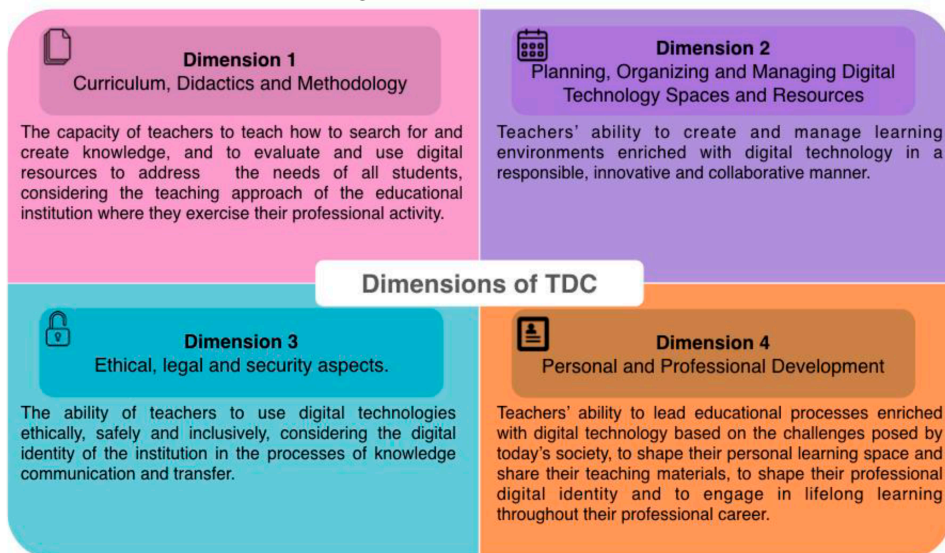 Dimension 1
Curriculum, Didactics and Methodology
The capacity of teachers to teach how to search for and
create knowledge, and to evaluate and use digital
resources to address the needs of all students,
considering the teaching approach of the educational
institution where they exercise their professional activity.
Dimension 2
Planning, Organizing and Managing Digital
Technology Spaces and Resources
Teachers' ability to create and manage learning
environments enriched with digital technology in a
responsible, innovative and collaborative manner.
Dimensions of TDC
Dimension 3
Ethical, legal and security aspects.
The ability of teachers to use digital technologies
ethically, safely and inclusively, considering the digital
identity of the institution in the processes of knowledge
communication and transfer.
Dimension 4
Personal and Professional Development
Teachers' ability to lead educational processes enriched
with digital technology based on the challenges posed by
today's society, to shape their personal learning space and
share their teaching materials, to shape their professional
digital identity and to engage in lifelong learning
throughout their professional career.